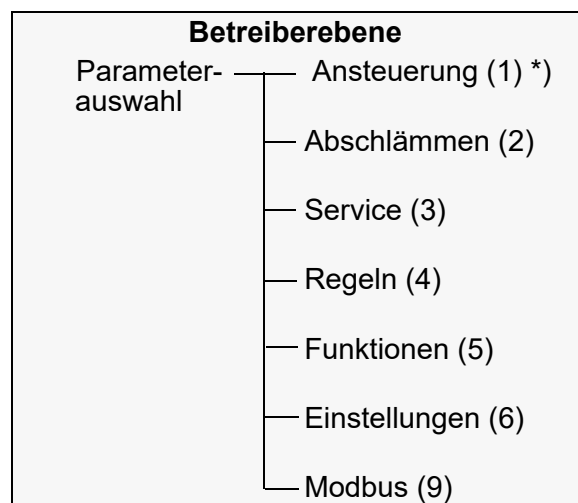 Betreiberebene
Parameter- Ansteuerung (1) *)
auswahl
Abschlämmen (2)
Service (3)
Regeln (4)
Funktionen (5)
Einstellungen (6)
Modbus (9)